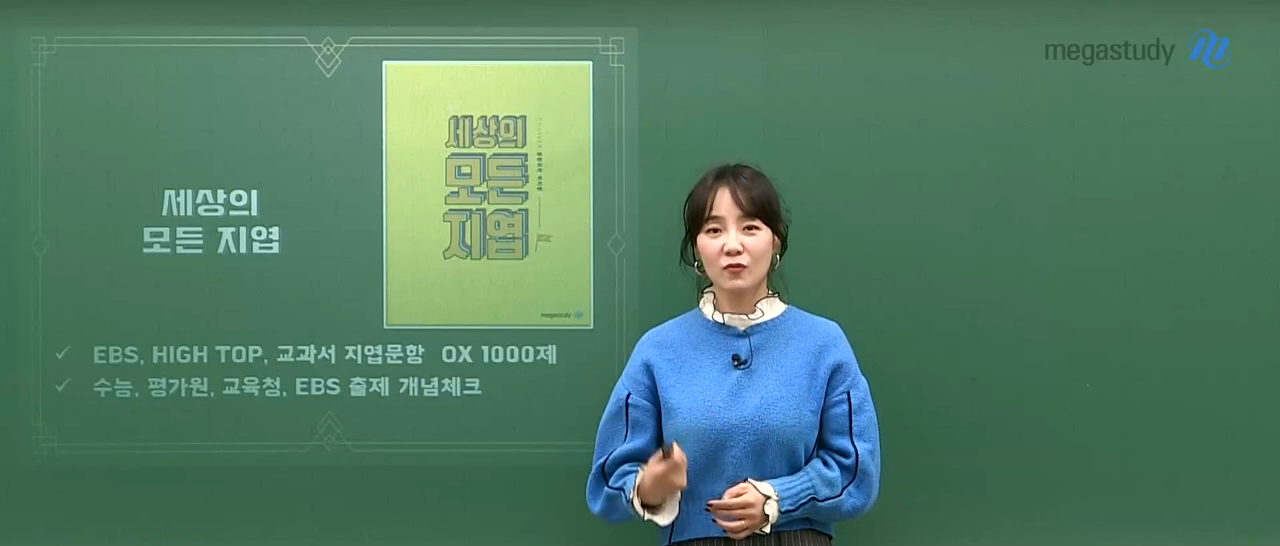 megastudy
세상의
모든
지엽
megastudy
세상의
모든 지엽
EBS, HIGH TOP, 교과서 지엽문항 OX 1000제
수능, 평가원, 교육청, EBS 출제 개념체크